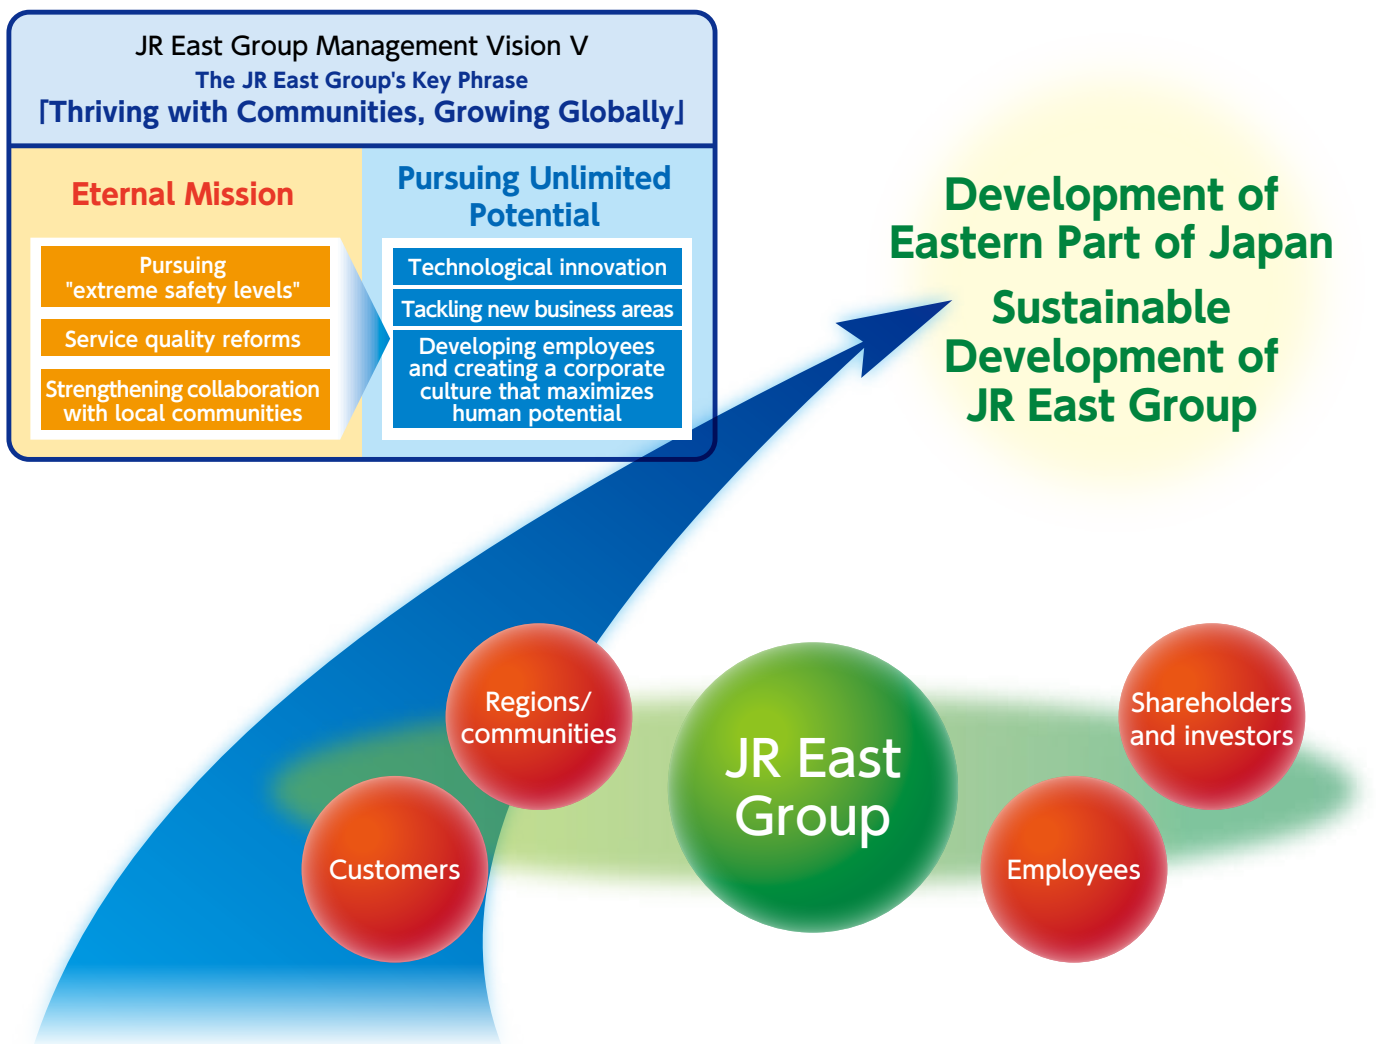 JR East Group Management Vision V
The JR East Group's Key Phrase
「Thriving with Communities, Growing Globally」
Eternal Mission
Pursuing
"extreme safety levels"
Service quality reforms
Strengthening collaboration
with local communities
Pursuing Unlimited
Potential
Technological innovation
Tackling new business areas
Developing employees
and creating a corporate
culture that maximizes
human potential
Development of
Eastern Part of Japan
Sustainable
Development of
JR East Group
Regions/
communities
Customers
JR East
Group
Shareholders
and investors
Employees